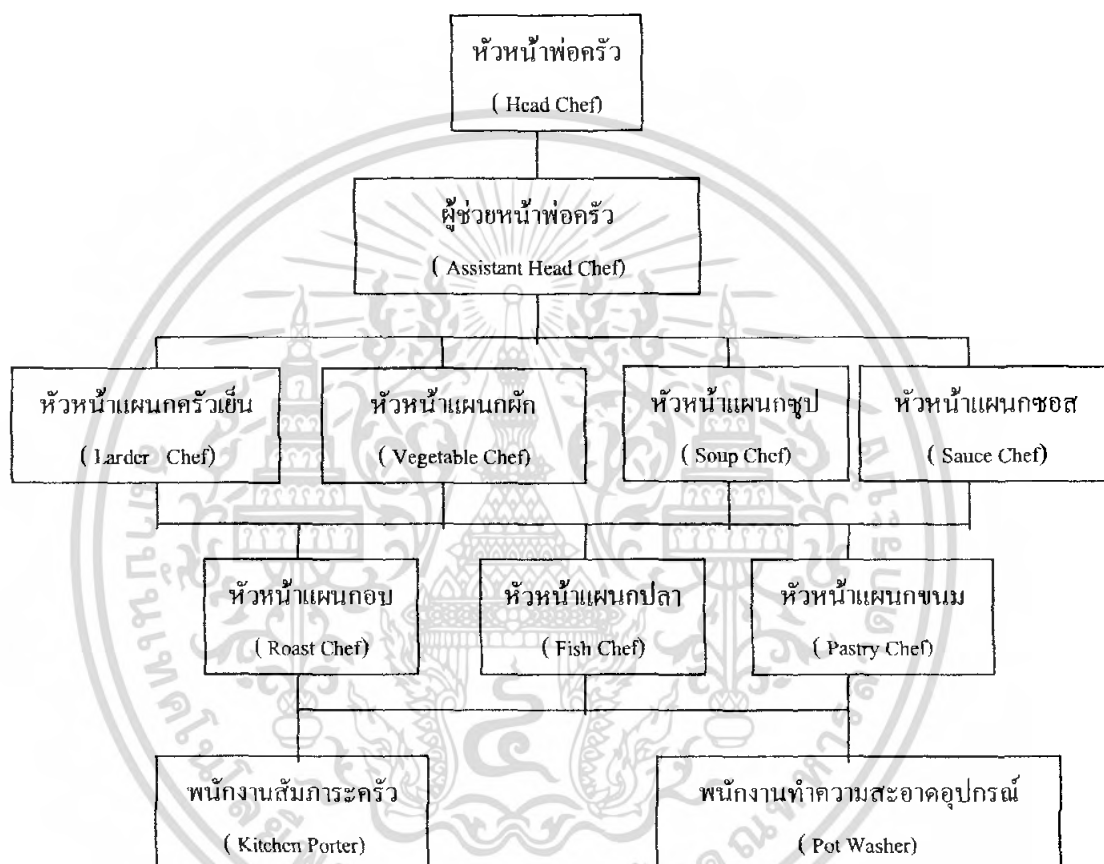 หัวหน้าพ่อครัว
( Head Chef)
ผู้ช่วยหน้าพ่อครัว
( Assistant Head Chef)
หัวหน้าแผนกครัวเย็น
( Larder Chef)
หัวหน้าแผนกผัก
( Vegetable Chef)
หัวหน้าแผนกซุป
( Soup Chef)
หัวหน้าแผนกซอส
( Sauce Chef)
หัวหน้าแผนกอบ
( Roast Chef)
หัวหน้าแผนกปลา
( Fish Chef)
หัวหน้าแผนกขนม
( Pastry Chef)
พนักงานสัมภาระครัว
( Kitchen Porter)
พนักงานทำความสะอาดอุปกรณ์
( Pot Washer)